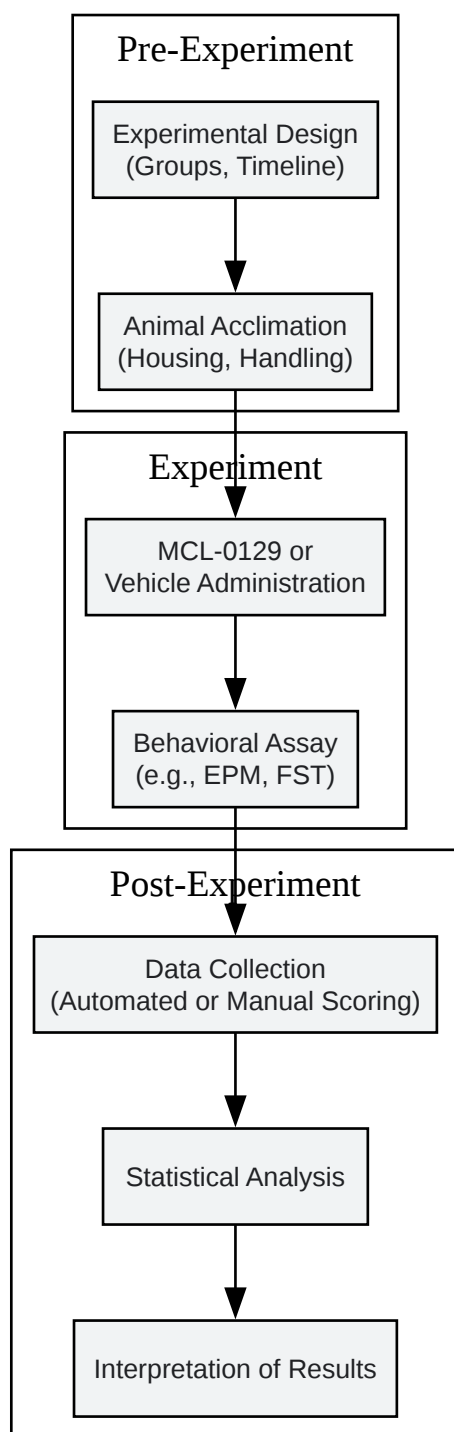 Pre-Experiment
Experimental Design
(Groups, Timeline)
Animal Acclimation
(Housing, Handling)
Experiment
MCL-0129 or
Vehicle Administration
Behavioral Assay
(e.g., EPM, FST)
Post-Experiment
Data Collection
(Automated or Manual Scoring)
Statistical Analysis
Interpretation of Results